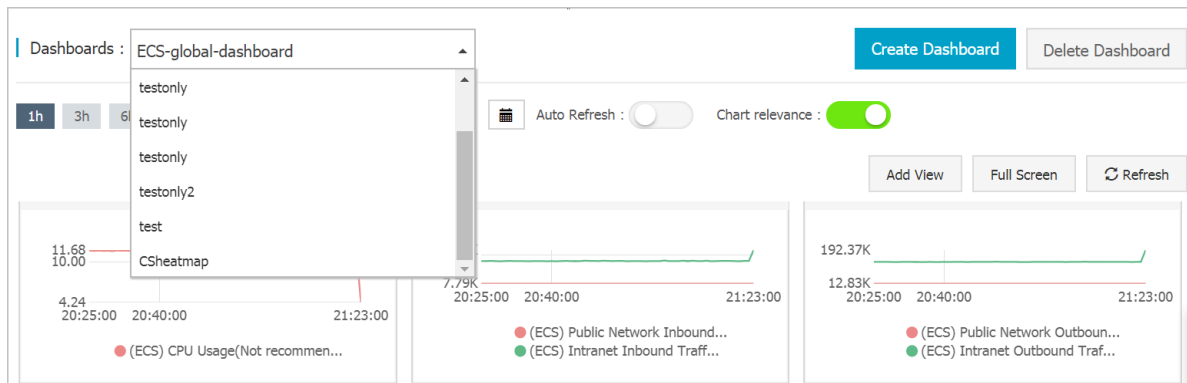 Dashboards : ECS-global-dashboard Create Dashboard Delete Dashboard
testonly
testonly
testonly
testonly2
test
CSheatmap
1h 3h Auto Refresh : Chart relevance :
Add View Full Screen Refresh
11.68
10.00
4.24
20:25:00 20:40:00 21:23:00
(ECS) CPU Usage(Not recommen...
7.79K
20:25:00 20:40:00 21:23:00
(ECS) Public Network Inbound...
(ECS) Intranet Inbound Traff...
192.37K
12.83K
20:25:00 20:40:00 21:23:00
(ECS) Public Network Outboun...
(ECS) Intranet Outbound Traf...